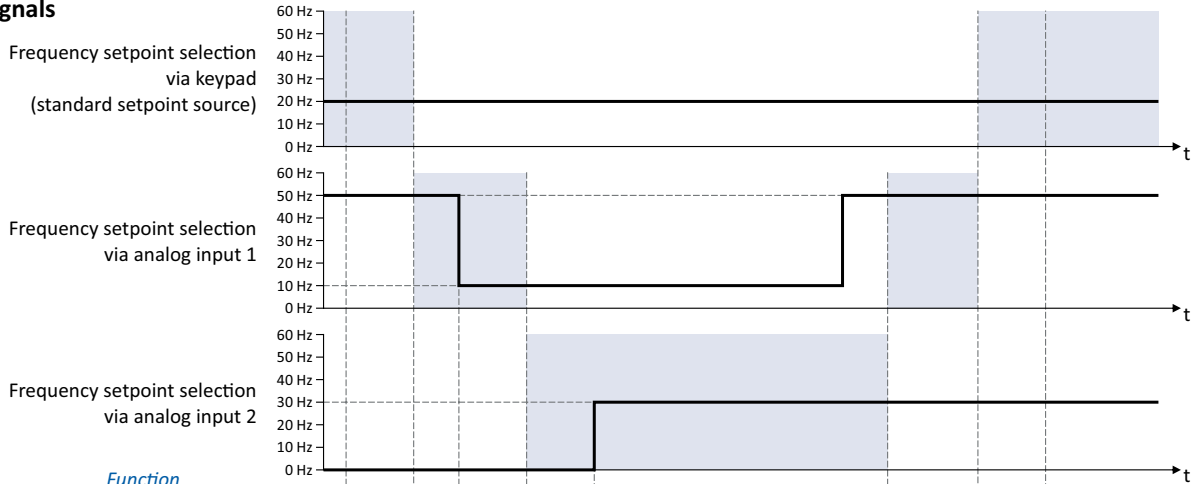 gnals
60 Hz
50 Hz
Frequency setpoint selection
via keypad
(standard setpoint source)
40 Hz
30 Hz
20 Hz
10 Hz
0 Hz
t
60 Hz
50 Hz
Frequency setpoint selection
via analog input 1
40 Hz
30 Hz
20 Hz
10 Hz
0 Hz
t
60 Hz
50 Hz
Frequency setpoint selection
via analog input 2
40 Hz
30 Hz
20 Hz
10 Hz
0 Hz
t
Function